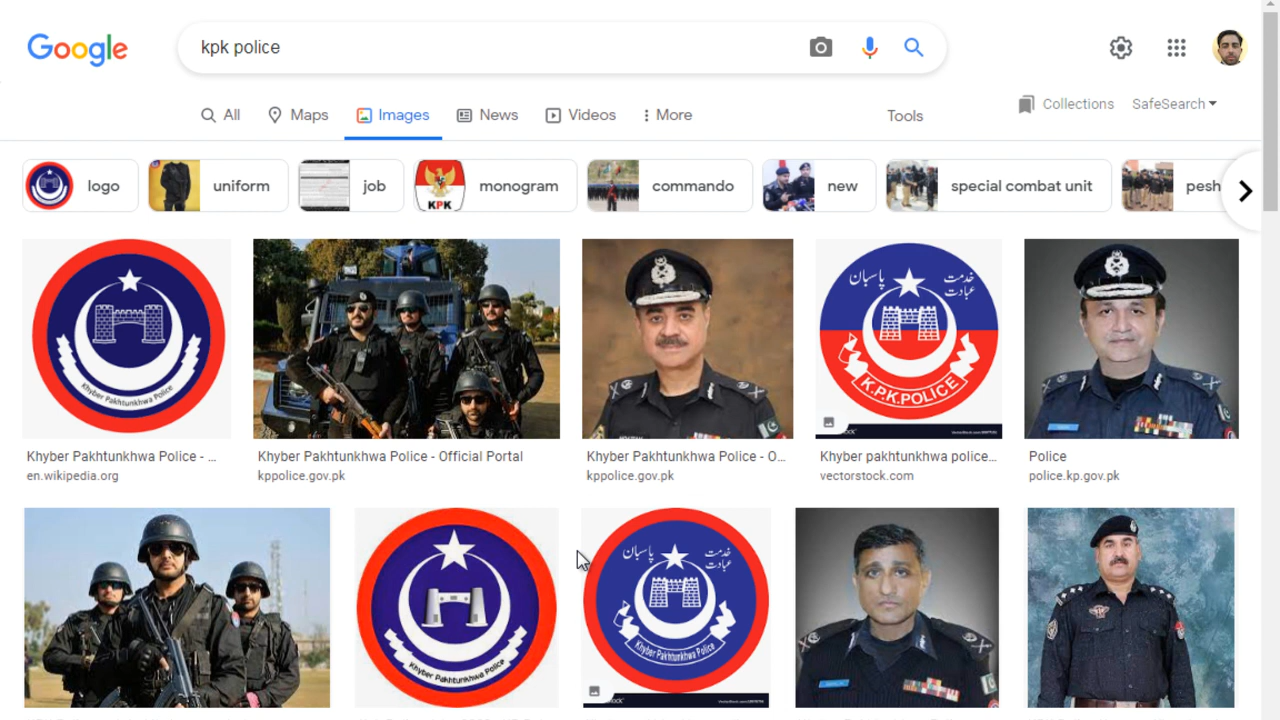 Google
kpk police
All
Maps
Images
News
Videos
More
Tools
Collections
SafeSearch
logo
uniform
job
KPK
monogram
commando
new
special combat unit
pesh
Khyber Pakhtunkhwa Police
پاسبان
خدمت
عبادت
K.P.K.POLICE
Khyber Pakhtunkhwa Police - ...
en.wikipedia.org
Khyber Pakhtunkhwa Police - Official Portal
kppolice.gov.pk
Khyber Pakhtunkhwa Police - O...
kppolice.gov.pk
Khyber pakhtunkhwa police...
vectorstock.com
Police
police.kp.gov.pk
Khyber Pakhtunkhwa Police
پاسبان
خدمت
عبادت
Khyber Pakhtunkhwa Police